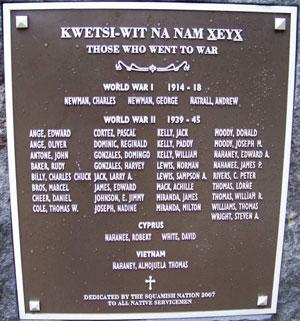 KWETSI-WIT NA NAM XEYX
THOSE WHO WENT TO WAR
WORLD WAR I 1914 - 18
NEWMAN, CHARLES NEWMAN, GEORGE NATRALL, ANDREW
WORLD WAR II 1939 - 45
ANGE, EDWARD CORTEZ, PASCAL KELLY, JACK MOODY, DONALD
ANGE, OLIVER DOMINIC, REGINALD KELLY, PADDY MOODY, JOSEPH M.
ANTONE, JOHN GONZALES, DOMINGO KELLY, WILLIAM NAHANEY, EDWARD A.
BAKER, RUDY GONZALES, HARVEY LEWIS, NORMAN NAHANEE, JAMES P.
BILLY, CHARLES CHUCK JACK, LARRY A. LEWIS, SAMPSON A. RIVERS, C. PETER
BROS, MARCEL JAMES, EDWARD MACK, ACHILLE THOMAS, LORNE
CHEER, DANIEL JOHNSON, E. JIMMY MIRANDA, JAMES THOMAS, WILLIAM R.
COLE, THOMAS W. JOSEPH, NADINE MIRANDA, MILTON WILLIAMS, THOMAS
WRIGHT, STEVEN A.
CYPRUS
NAHANEE, ROBERT WHITE, DAVID
VIETNAM
NAHANEY, ALMOJUELA THOMAS
DEDICATED BY THE SQUAMISH NATION 2007
TO ALL NATIVE SERVICEMEN